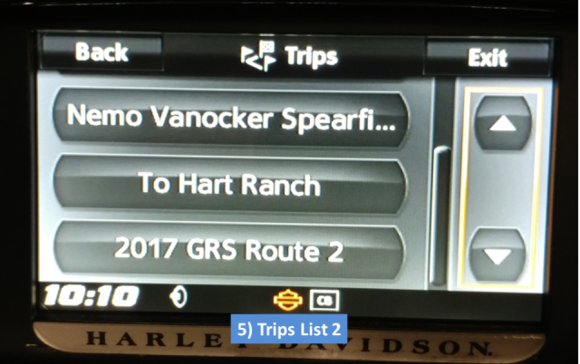 Back Trips Exit
Nemo Vanocker Spearfi...
To Hart Ranch
2017 GRS Route 2
10:10 CB
5) Trips List 2
HARLEY-DAVIDSON